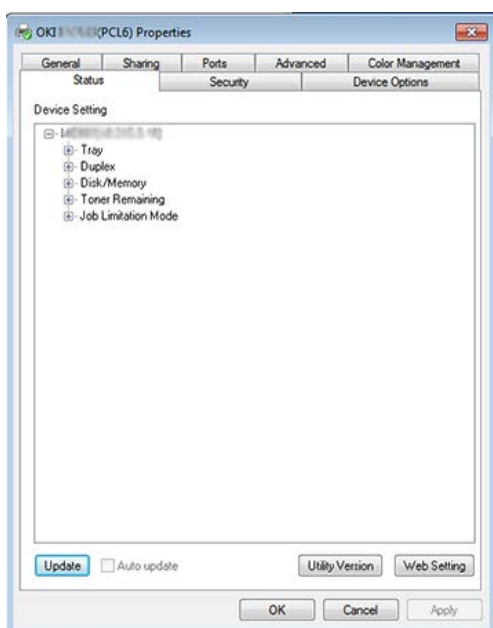 OKI (PCL6) Properties
General Sharing Ports Advanced Color Management
Status Security Device Options
Device Setting
Tray
Duplex
Disk/Memory
Toner Remaining
Job Limitation Mode
Update Auto update Utility Version Web Setting
OK Cancel Apply